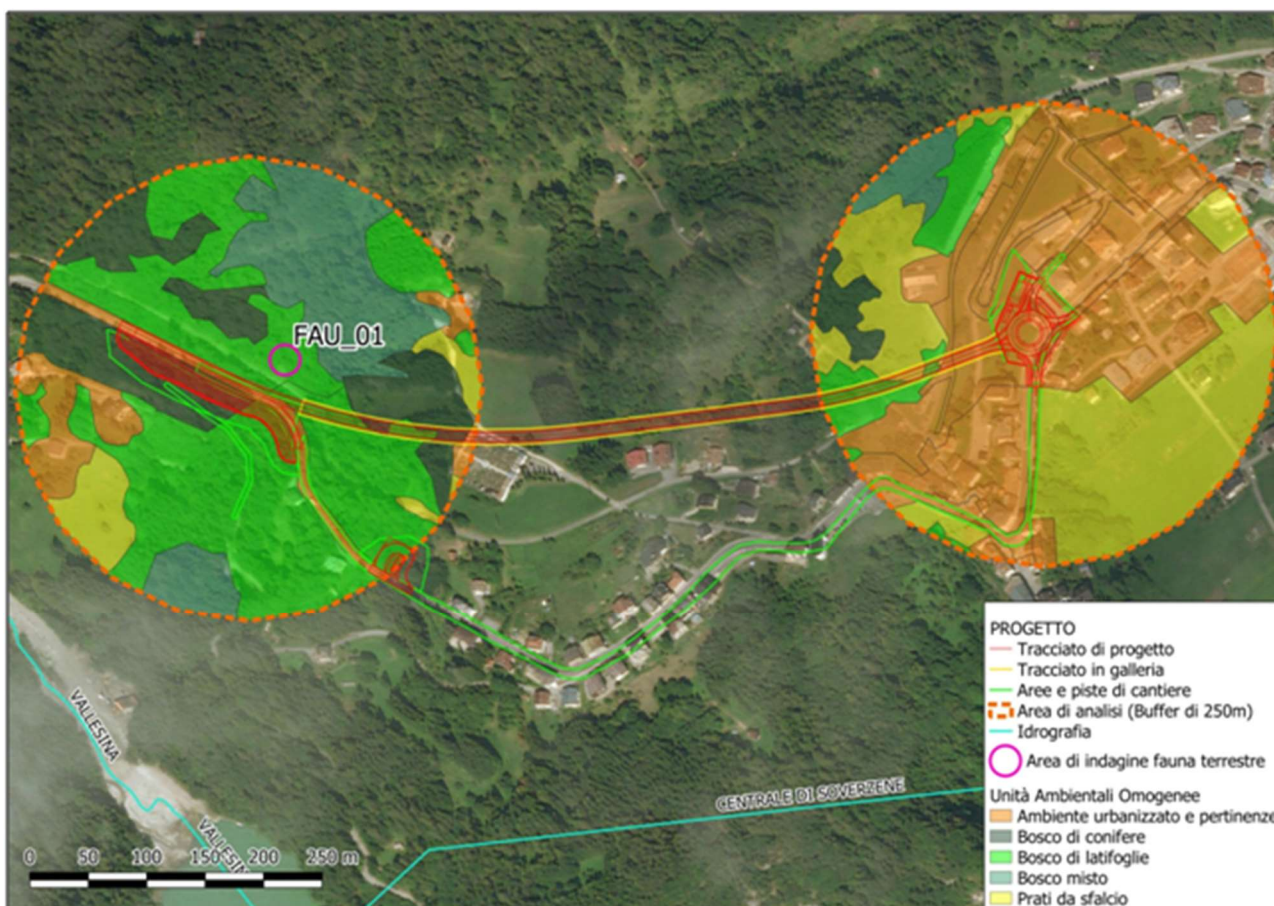 FAU_01
VALLESINA
VALLESINA
CENTRALE DI SOVERZENE
0 50 100 150 200 250 m
PROGETTO
Tracciato di progetto
Tracciato in galleria
Aree e piste di cantiere
Area di analisi (Buffer di 250m)
Idrografia
Area di indagine fauna terrestre
Unità Ambientali Omogenee
Ambiente urbanizzato e pertinenze
Bosco di conifere
Bosco di latifoglie
Bosco misto
Prati da sfalcio